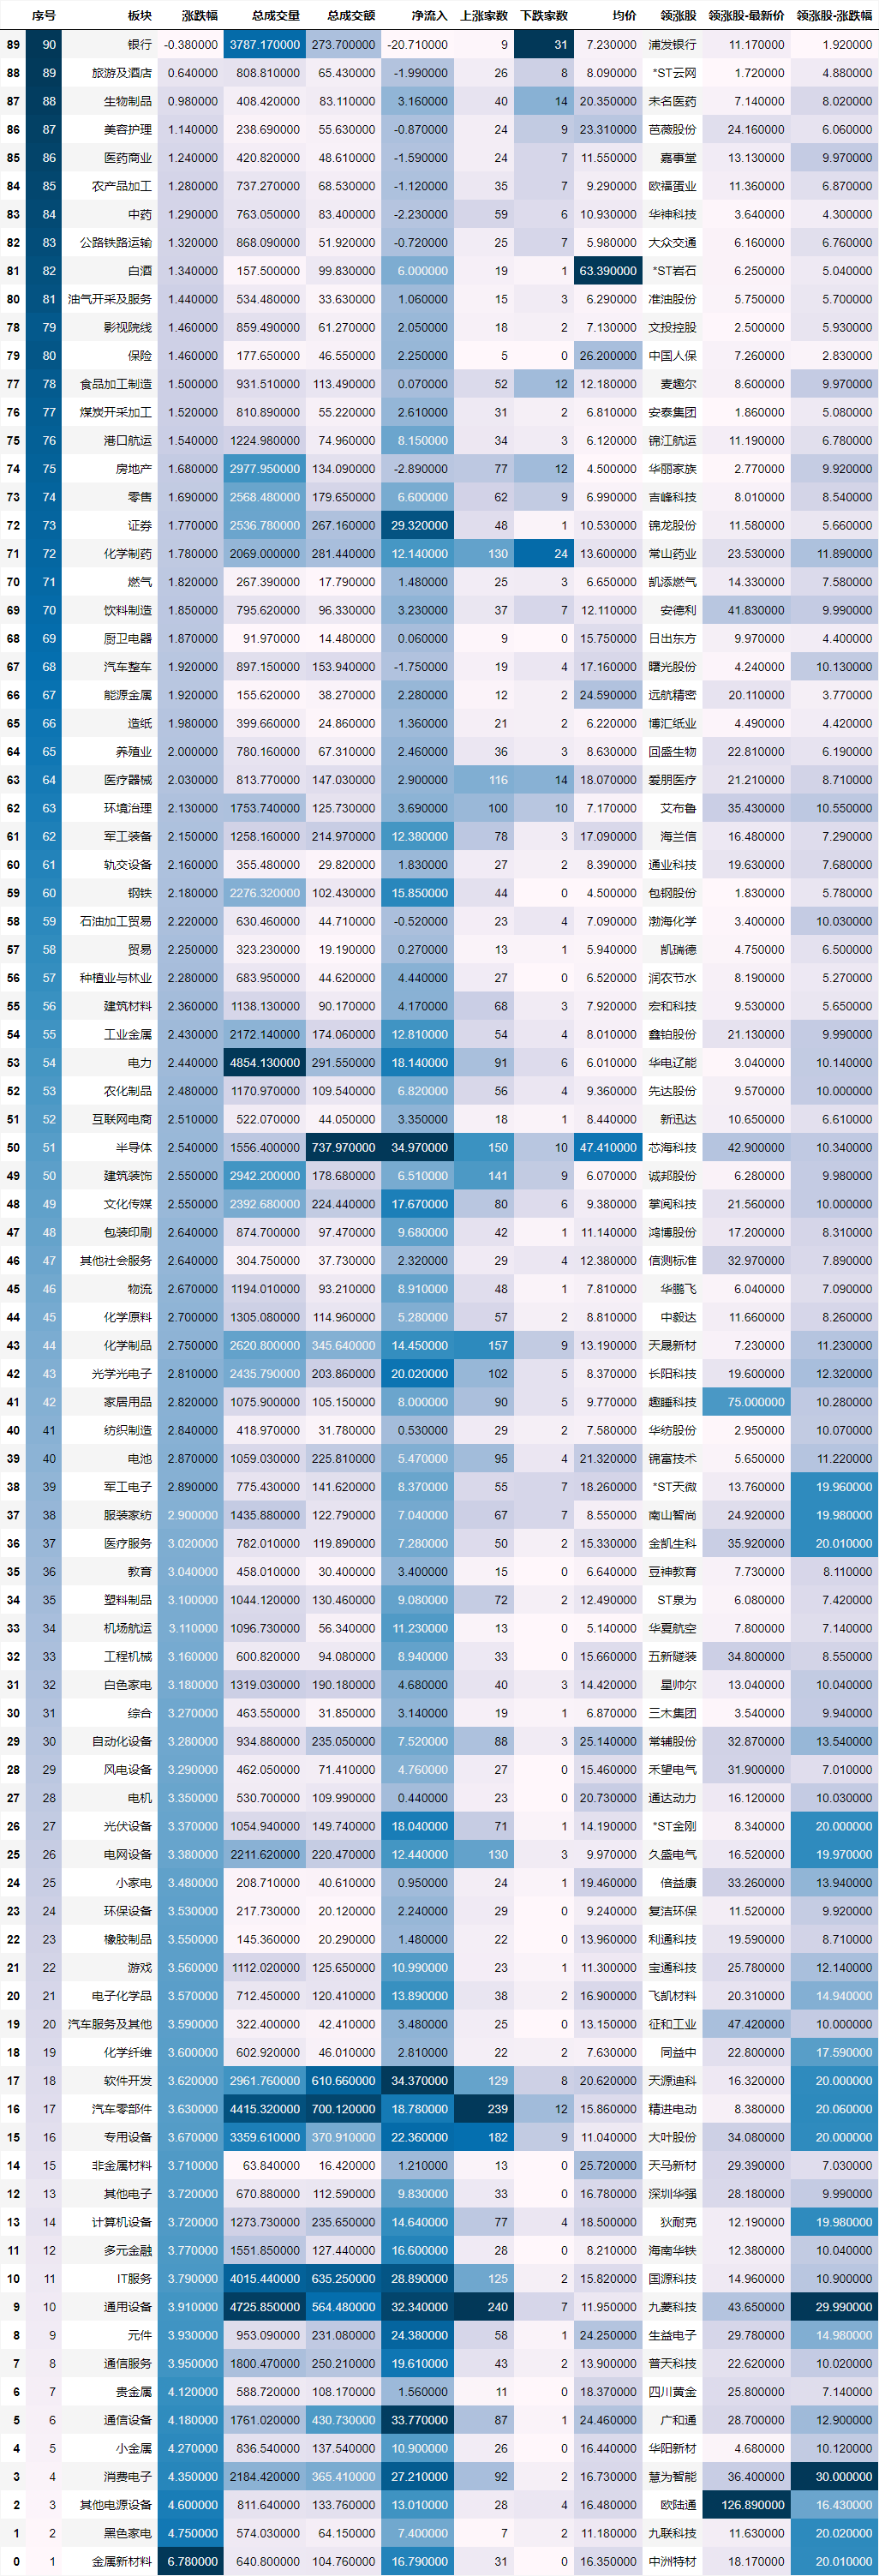 序号 板块 涨跌幅 总成交量 总成交额 净流入 上涨家数 下跌家数 均价 领涨股 领涨股-最新价 领涨股-涨跌幅
89 90 银行 -0.380000 3787.170000 273.700000 -20.710000 9 31 7.230000 浦发银行 11.170000 1.920000
88 89 旅游及酒店 0.640000 808.810000 65.430000 -1.990000 26 8 8.090000 *ST云网 1.720000 4.880000
87 88 生物制品 0.980000 408.420000 83.110000 3.160000 40 14 20.350000 未名医药 7.140000 8.020000
86 87 美容护理 1.140000 238.690000 55.630000 -0.870000 24 9 23.310000 芭薇股份 24.160000 6.060000
85 86 医药商业 1.240000 420.820000 48.610000 -1.590000 24 7 11.550000 嘉事堂 13.130000 9.970000
84 85 农产品加工 1.280000 737.270000 68.530000 -1.120000 35 7 9.290000 欧福蛋业 11.360000 6.870000
83 84 中药 1.290000 763.050000 83.400000 -2.230000 59 6 10.930000 华神科技 3.640000 4.300000
82 83 公路铁路运输 1.320000 868.090000 51.920000 -0.720000 25 7 5.980000 大众交通 6.160000 6.760000
81 82 白酒 1.340000 157.500000 99.830000 6.000000 19 1 63.390000 *ST岩石 6.250000 5.040000
80 81 油气开采及服务 1.440000 534.480000 33.630000 1.060000 15 3 6.290000 准油股份 5.750000 5.700000
78 79 影视院线 1.460000 859.490000 61.270000 2.050000 18 2 7.130000 文投控股 2.500000 5.930000
79 80 保险 1.460000 177.650000 46.550000 2.250000 5 0 26.200000 中国人保 7.260000 2.830000
77 78 食品加工制造 1.500000 931.510000 113.490000 0.070000 52 12 12.180000 麦趣尔 8.600000 9.970000
76 77 煤炭开采加工 1.520000 810.890000 55.220000 2.610000 31 2 6.810000 安泰集团 1.860000 5.080000
75 76 港口航运 1.540000 1224.980000 74.960000 8.150000 34 3 6.120000 锦江航运 11.190000 6.780000
74 75 房地产 1.680000 2977.950000 134.090000 -2.890000 77 12 4.500000 华丽家族 2.770000 9.920000
73 74 零售 1.690000 2568.480000 179.650000 6.600000 62 9 6.990000 吉峰科技 8.010000 8.540000
72 73 证券 1.770000 2536.780000 267.160000 29.320000 48 1 10.530000 锦龙股份 11.580000 5.660000
71 72 化学制药 1.780000 2069.000000 281.440000 12.140000 130 24 13.600000 常山药业 23.530000 11.890000
70 71 燃气 1.820000 267.390000 17.790000 1.480000 25 3 6.650000 凯添燃气 14.330000 7.580000
69 70 饮料制造 1.850000 795.620000 96.330000 3.230000 37 7 12.110000 安德利 41.830000 9.990000
68 69 厨卫电器 1.870000 91.970000 14.480000 0.060000 9 0 15.750000 日出东方 9.970000 4.400000
67 68 汽车整车 1.920000 897.150000 153.940000 -1.750000 19 4 17.160000 曙光股份 4.240000 10.130000
66 67 能源金属 1.920000 155.620000 38.270000 2.280000 12 2 24.590000 远航精密 20.110000 3.770000
65 66 造纸 1.980000 399.660000 24.860000 1.360000 21 2 6.220000 博汇纸业 4.490000 4.420000
64 65 养殖业 2.000000 780.160000 67.310000 2.460000 36 3 8.630000 回盛生物 22.810000 6.190000
63 64 医疗器械 2.030000 813.770000 147.030000 2.900000 116 14 18.070000 爱朋医疗 21.210000 8.710000
62 63 环境治理 2.130000 1753.740000 125.730000 3.690000 100 10 7.170000 艾布鲁 35.430000 10.550000
61 62 军工装备 2.150000 1258.160000 214.970000 12.380000 78 3 17.090000 海兰信 16.480000 7.290000
60 61 轨交设备 2.160000 355.480000 29.820000 1.830000 27 2 8.390000 通业科技 19.630000 7.680000
59 60 钢铁 2.180000 2276.320000 102.430000 15.850000 44 0 4.500000 包钢股份 1.830000 5.780000
58 59 石油加工贸易 2.220000 630.460000 44.710000 -0.520000 23 4 7.090000 渤海化学 3.400000 10.030000
57 58 贸易 2.250000 323.230000 19.190000 0.270000 13 1 5.940000 凯瑞德 4.750000 6.500000
56 57 种植业与林业 2.280000 683.950000 44.620000 4.440000 27 0 6.520000 润农节水 8.190000 5.270000
55 56 建筑材料 2.360000 1138.130000 90.170000 4.170000 68 3 7.920000 宏和科技 9.530000 5.650000
54 55 工业金属 2.430000 2172.140000 174.060000 12.810000 54 4 8.010000 鑫铂股份 21.130000 9.990000
53 54 电力 2.440000 4854.130000 291.550000 18.140000 91 6 6.010000 华电辽能 3.040000 10.140000
52 53 农化制品 2.480000 1170.970000 109.540000 6.820000 56 4 9.360000 先达股份 9.570000 10.000000
51 52 互联网电商 2.510000 522.070000 44.050000 3.350000 18 1 8.440000 新迅达 10.650000 6.610000
50 51 半导体 2.540000 1556.400000 737.970000 34.970000 150 10 47.410000 芯海科技 42.900000 10.340000
49 50 建筑装饰 2.550000 2942.200000 178.680000 6.510000 141 9 6.070000 诚邦股份 6.280000 9.980000
48 49 文化传媒 2.550000 2392.680000 224.440000 17.670000 80 6 9.380000 掌阅科技 21.560000 10.000000
47 48 包装印刷 2.640000 874.700000 97.470000 9.680000 42 1 11.140000 鸿博股份 17.200000 8.310000
46 47 其他社会服务 2.640000 304.750000 37.730000 2.320000 29 4 12.380000 信测标准 32.970000 7.890000
45 46 物流 2.670000 1194.010000 93.210000 8.910000 48 1 7.810000 华鹏飞 6.040000 7.090000
44 45 化学原料 2.700000 1305.080000 114.960000 5.280000 57 2 8.810000 中毅达 11.660000 8.260000
43 44 化学制品 2.750000 2620.800000 345.640000 14.450000 157 9 13.190000 天晟新材 7.230000 11.230000
42 43 光学光电子 2.810000 2435.790000 203.860000 20.020000 102 5 8.370000 长阳科技 19.600000 12.320000
41 42 家居用品 2.820000 1075.900000 105.150000 8.000000 90 5 9.770000 趣睡科技 75.000000 10.280000
40 41 纺织制造 2.840000 418.970000 31.780000 0.530000 29 2 7.580000 华纺股份 2.950000 10.070000
39 40 电池 2.870000 1059.030000 225.810000 5.470000 95 4 21.320000 锦富技术 5.650000 11.220000
38 39 军工电子 2.890000 775.430000 141.620000 8.370000 55 7 18.260000 *ST天微 13.760000 19.960000
37 38 服装家纺 2.900000 1435.880000 122.790000 7.040000 67 7 8.550000 南山智尚 24.920000 19.980000
36 37 医疗服务 3.020000 782.010000 119.890000 7.280000 50 2 15.330000 金凯生科 35.920000 20.010000
35 36 教育 3.040000 458.010000 30.400000 3.400000 15 0 6.640000 豆神教育 7.730000 8.110000
34 35 塑料制品 3.100000 1044.120000 130.460000 9.080000 72 2 12.490000 ST泉为 6.080000 7.420000
33 34 机场航运 3.110000 1096.730000 56.340000 11.230000 13 0 5.140000 华夏航空 7.800000 7.140000
32 33 工程机械 3.160000 600.820000 94.080000 8.940000 33 0 15.660000 五新隧装 34.800000 8.550000
31 32 白色家电 3.180000 1319.030000 190.180000 4.680000 40 3 14.420000 星帅尔 13.040000 10.040000
30 31 综合 3.270000 463.550000 31.850000 3.140000 19 1 6.870000 三木集团 3.540000 9.940000
29 30 自动化设备 3.280000 934.880000 235.050000 7.520000 88 3 25.140000 常辅股份 32.870000 13.540000
28 29 风电设备 3.290000 462.050000 71.410000 4.760000 27 0 15.460000 禾望电气 31.900000 7.010000
27 28 电机 3.350000 530.700000 109.990000 0.440000 23 0 20.730000 通达动力 16.120000 10.030000
26 27 光伏设备 3.370000 1054.940000 149.740000 18.040000 71 1 14.190000 *ST金刚 8.340000 20.000000
25 26 电网设备 3.380000 2211.620000 220.470000 12.440000 130 3 9.970000 久盛电气 16.520000 19.970000
24 25 小家电 3.480000 208.710000 40.610000 0.950000 24 1 19.460000 倍益康 33.260000 13.940000
23 24 环保设备 3.530000 217.730000 20.120000 2.240000 29 0 9.240000 复洁环保 11.520000 9.920000
22 23 橡胶制品 3.550000 145.360000 20.290000 1.480000 22 0 13.960000 利通科技 19.590000 8.710000
21 22 游戏 3.560000 1112.020000 125.650000 10.990000 23 1 11.300000 宝通科技 25.780000 12.140000
20 21 电子化学品 3.570000 712.450000 120.410000 13.890000 38 2 16.900000 飞凯材料 20.310000 14.940000
19 20 汽车服务及其他 3.590000 322.400000 42.410000 3.480000 25 0 13.150000 征和工业 47.420000 10.000000
18 19 化学纤维 3.600000 602.920000 46.010000 2.810000 22 2 7.630000 同益中 22.800000 17.590000
17 18 软件开发 3.620000 2961.760000 610.660000 34.370000 129 8 20.620000 天源迪科 16.320000 20.000000
16 17 汽车零部件 3.630000 4415.320000 700.120000 18.780000 239 12 15.860000 精进电动 8.380000 20.060000
15 16 专用设备 3.670000 3359.610000 370.910000 22.360000 182 9 11.040000 大叶股份 34.080000 20.000000
14 15 非金属材料 3.710000 63.840000 16.420000 1.210000 13 0 25.720000 天马新材 29.390000 7.030000
12 13 其他电子 3.720000 670.880000 112.590000 9.830000 33 0 16.780000 深圳华强 28.180000 9.990000
13 14 计算机设备 3.720000 1273.730000 235.650000 14.640000 77 4 18.500000 狄耐克 12.190000 19.980000
11 12 多元金融 3.770000 1551.850000 127.440000 16.600000 28 0 8.210000 海南华铁 12.380000 10.040000
10 11 IT服务 3.790000 4015.440000 635.250000 28.890000 125 2 15.820000 国源科技 14.960000 10.900000
9 10 通用设备 3.910000 4725.850000 564.480000 32.340000 240 7 11.950000 九菱科技 43.650000 29.990000
8 9 元件 3.930000 953.090000 231.080000 24.380000 58 1 24.250000 生益电子 29.780000 14.980000
7 8 通信服务 3.950000 1800.470000 250.210000 19.610000 43 2 13.900000 普天科技 22.620000 10.020000
6 7 贵金属 4.120000 588.720000 108.170000 1.560000 11 0 18.370000 四川黄金 25.800000 7.140000
5 6 通信设备 4.180000 1761.020000 430.730000 33.770000 87 1 24.460000 广和通 28.700000 12.900000
4 5 小金属 4.270000 836.540000 137.540000 10.900000 26 0 16.440000 华阳新材 4.680000 10.120000
3 4 消费电子 4.350000 2184.420000 365.410000 27.210000 92 2 16.730000 慧为智能 36.400000 30.000000
2 3 其他电源设备 4.600000 811.640000 133.760000 13.010000 28 4 16.480000 欧陆通 126.890000 16.430000
1 2 黑色家电 4.750000 574.030000 64.150000 7.400000 7 2 11.180000 九联科技 11.630000 20.020000
0 1 金属新材料 6.780000 640.800000 104.760000 16.790000 31 0 16.350000 中洲特材 18.170000 20.010000